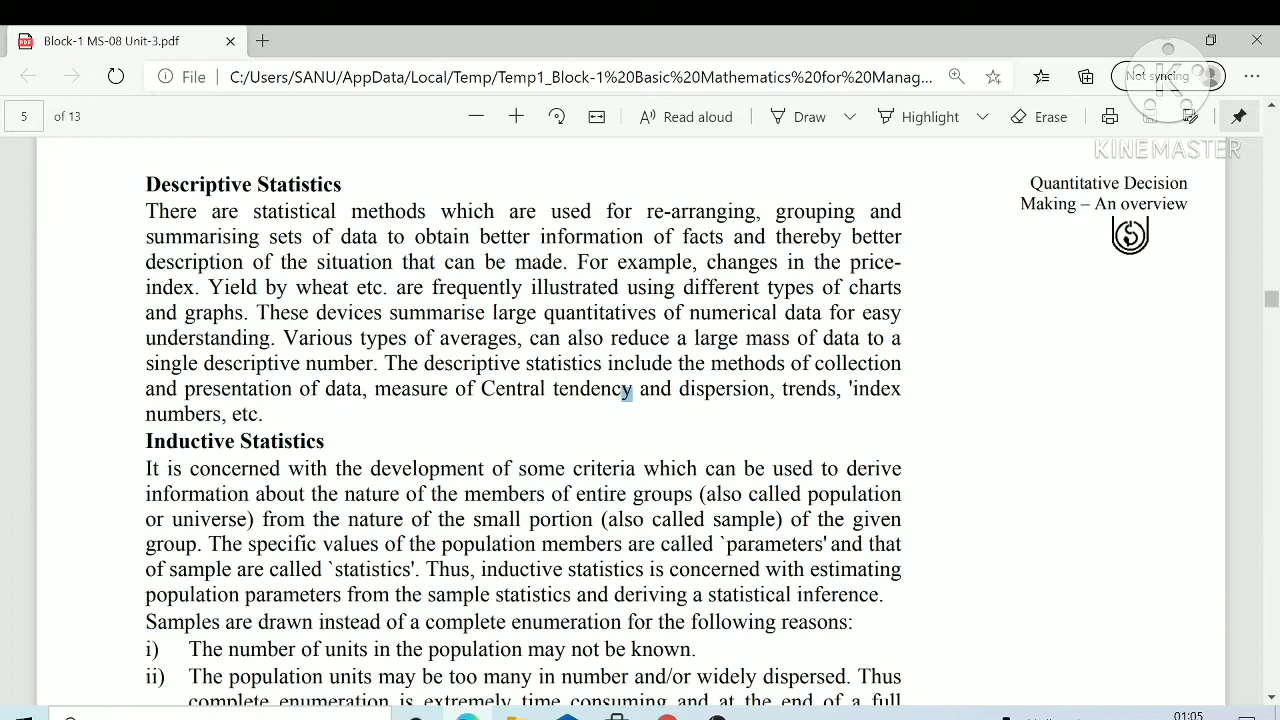 Block-1 MS-08 Unit-3.pdf
File
C:/Users/SANU/AppData/Local/Temp/Temp1_Block-1%20Basic%20Mathematics%20for%20Manag...
Not syncing
5 of 13
Read aloud
Draw
Highlight
Erase
K
KINEMASTER
Quantitative Decision
Making – An overview
Descriptive Statistics
There are statistical methods which are used for re-arranging, grouping and
summarising sets of data to obtain better information of facts and thereby better
description of the situation that can be made. For example, changes in the price-
index. Yield by wheat etc. are frequently illustrated using different types of charts
and graphs. These devices summarise large quantitatives of numerical data for easy
understanding. Various types of averages, can also reduce a large mass of data to a
single descriptive number. The descriptive statistics include the methods of collection
and presentation of data, measure of Central tendency and dispersion, trends, 'index
numbers, etc.
Inductive Statistics
It is concerned with the development of some criteria which can be used to derive
information about the nature of the members of entire groups (also called population
or universe) from the nature of the small portion (also called sample) of the given
group. The specific values of the population members are called `parameters' and that
of sample are called `statistics'. Thus, inductive statistics is concerned with estimating
population parameters from the sample statistics and deriving a statistical inference.
Samples are drawn instead of a complete enumeration for the following reasons:
i) The number of units in the population may not be known.
ii) The population units may be too many in number and/or widely dispersed. Thus
complete enumeration is extremely time consuming and at the end of a full
01:05